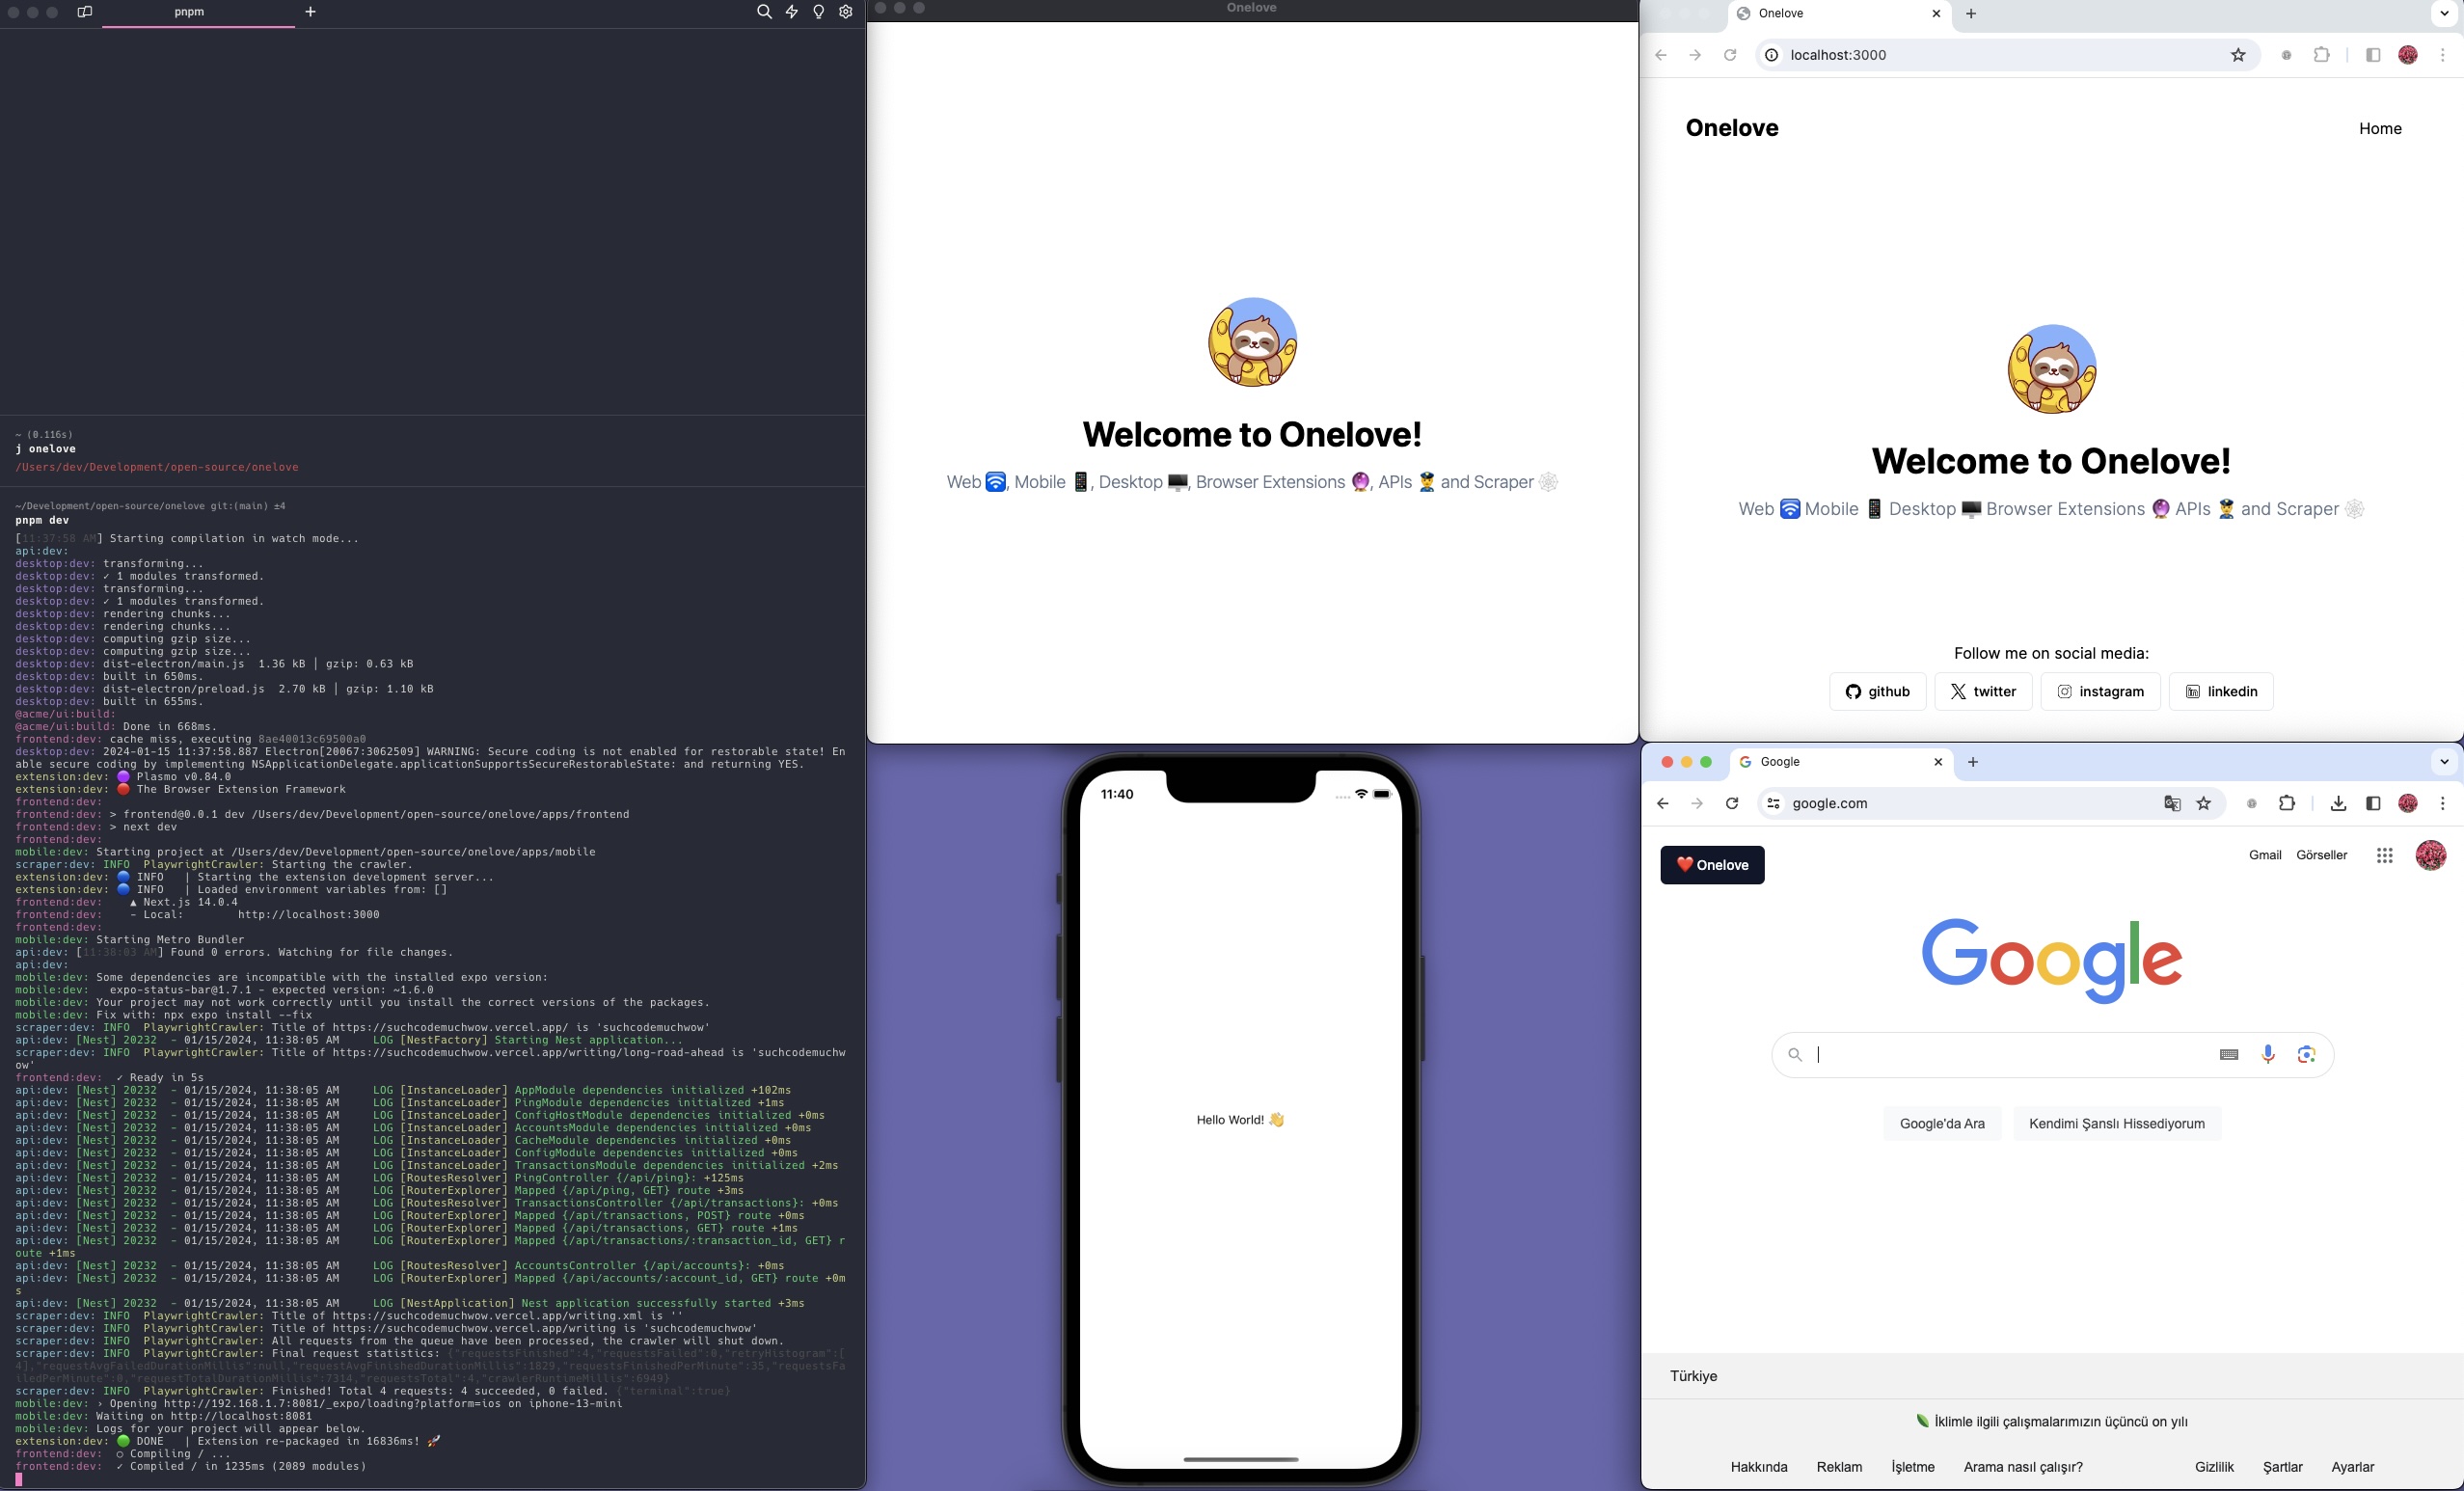 pnpm
~ (0.116s)
j onelove
/Users/dev/Development/open-source/onelove
~/Development/open-source/onelove git:(main) ±4
pnpm dev
[11:37:58 AM] Starting compilation in watch mode...
api:dev:
desktop:dev: transforming...
desktop:dev: ✓ 1 modules transformed.
desktop:dev: transforming...
desktop:dev: ✓ 1 modules transformed.
desktop:dev: rendering chunks...
desktop:dev: rendering chunks...
desktop:dev: computing gzip size...
desktop:dev: computing gzip size...
desktop:dev: dist-electron/main.js  1.36 kB │ gzip: 0.63 kB
desktop:dev: built in 650ms.
desktop:dev: dist-electron/preload.js  2.70 kB │ gzip: 1.10 kB
desktop:dev: built in 655ms.
@acme/ui:build:
@acme/ui:build: Done in 668ms.
frontend:dev: cache miss, executing 8ae40013c69500a0
desktop:dev: 2024-01-15 11:37:58.887 Electron[20067:3062509] WARNING: Secure coding is not enabled for restorable state! En
able secure coding by implementing NSApplicationDelegate.applicationSupportsSecureRestorableState: and returning YES.
extension:dev: 🟣 Plasmo v0.84.0
extension:dev: 🔴 The Browser Extension Framework
frontend:dev:
frontend:dev: > frontend@0.0.1 dev /Users/dev/Development/open-source/onelove/apps/frontend
frontend:dev: > next dev
frontend:dev:
mobile:dev: Starting project at /Users/dev/Development/open-source/onelove/apps/mobile
scraper:dev: INFO  PlaywrightCrawler: Starting the crawler.
extension:dev: 🔵 INFO   | Starting the extension development server...
extension:dev: 🔵 INFO   | Loaded environment variables from: []
frontend:dev:    ▲ Next.js 14.0.4
frontend:dev:    - Local:        http://localhost:3000
frontend:dev:
mobile:dev: Starting Metro Bundler
api:dev: [11:38:03 AM] Found 0 errors. Watching for file changes.
api:dev:
mobile:dev: Some dependencies are incompatible with the installed expo version:
mobile:dev:   expo-status-bar@1.7.1 - expected version: ~1.6.0
mobile:dev: Your project may not work correctly until you install the correct versions of the packages.
mobile:dev: Fix with: npx expo install --fix
scraper:dev: INFO  PlaywrightCrawler: Title of https://suchcodemuchwow.vercel.app/ is 'suchcodemuchwow'
api:dev: [Nest] 20232  - 01/15/2024, 11:38:05 AM     LOG [NestFactory] Starting Nest application...
scraper:dev: INFO  PlaywrightCrawler: Title of https://suchcodemuchwow.vercel.app/writing/long-road-ahead is 'suchcodemuchw
ow'
frontend:dev:  ✓ Ready in 5s
api:dev: [Nest] 20232  - 01/15/2024, 11:38:05 AM     LOG [InstanceLoader] AppModule dependencies initialized +102ms
api:dev: [Nest] 20232  - 01/15/2024, 11:38:05 AM     LOG [InstanceLoader] PingModule dependencies initialized +1ms
api:dev: [Nest] 20232  - 01/15/2024, 11:38:05 AM     LOG [InstanceLoader] ConfigHostModule dependencies initialized +0ms
api:dev: [Nest] 20232  - 01/15/2024, 11:38:05 AM     LOG [InstanceLoader] AccountsModule dependencies initialized +0ms
api:dev: [Nest] 20232  - 01/15/2024, 11:38:05 AM     LOG [InstanceLoader] CacheModule dependencies initialized +0ms
api:dev: [Nest] 20232  - 01/15/2024, 11:38:05 AM     LOG [InstanceLoader] ConfigModule dependencies initialized +0ms
api:dev: [Nest] 20232  - 01/15/2024, 11:38:05 AM     LOG [InstanceLoader] TransactionsModule dependencies initialized +2ms
api:dev: [Nest] 20232  - 01/15/2024, 11:38:05 AM     LOG [RoutesResolver] PingController {/api/ping}: +125ms
api:dev: [Nest] 20232  - 01/15/2024, 11:38:05 AM     LOG [RouterExplorer] Mapped {/api/ping, GET} route +3ms
api:dev: [Nest] 20232  - 01/15/2024, 11:38:05 AM     LOG [RoutesResolver] TransactionsController {/api/transactions}: +0ms
api:dev: [Nest] 20232  - 01/15/2024, 11:38:05 AM     LOG [RouterExplorer] Mapped {/api/transactions, POST} route +0ms
api:dev: [Nest] 20232  - 01/15/2024, 11:38:05 AM     LOG [RouterExplorer] Mapped {/api/transactions, GET} route +1ms
api:dev: [Nest] 20232  - 01/15/2024, 11:38:05 AM     LOG [RouterExplorer] Mapped {/api/transactions/:transaction_id, GET} r
oute +1ms
api:dev: [Nest] 20232  - 01/15/2024, 11:38:05 AM     LOG [RoutesResolver] AccountsController {/api/accounts}: +0ms
api:dev: [Nest] 20232  - 01/15/2024, 11:38:05 AM     LOG [RouterExplorer] Mapped {/api/accounts/:account_id, GET} route +0m
s
api:dev: [Nest] 20232  - 01/15/2024, 11:38:05 AM     LOG [NestApplication] Nest application successfully started +3ms
scraper:dev: INFO  PlaywrightCrawler: Title of https://suchcodemuchwow.vercel.app/writing.xml is ''
scraper:dev: INFO  PlaywrightCrawler: Title of https://suchcodemuchwow.vercel.app/writing is 'suchcodemuchwow'
scraper:dev: INFO  PlaywrightCrawler: All requests from the queue have been processed, the crawler will shut down.
scraper:dev: INFO  PlaywrightCrawler: Final request statistics: {"requestsFinished":4,"requestsFailed":0,"retryHistogram":[
4],"requestAvgFailedDurationMillis":null,"requestAvgFinishedDurationMillis":1829,"requestsFinishedPerMinute":35,"requestsFa
iledPerMinute":0,"requestTotalDurationMillis":7314,"requestsTotal":4,"crawlerRuntimeMillis":6949}
scraper:dev: INFO  PlaywrightCrawler: Finished! Total 4 requests: 4 succeeded, 0 failed. {"terminal":true}
mobile:dev: › Opening http://192.168.1.7:8081/_expo/loading?platform=ios on iphone-13-mini
mobile:dev: Waiting on http://localhost:8081
mobile:dev: Logs for your project will appear below.
extension:dev: 🟢 DONE   | Extension re-packaged in 16836ms! 🚀
frontend:dev:  ○ Compiling / ...
frontend:dev:  ✓ Compiled / in 1235ms (2089 modules)
Onelove
Welcome to Onelove!
Web 🛜, Mobile 📱, Desktop 🖥️, Browser Extensions 🔮, APIs 👮 and Scraper 🕸️
11:40
Hello World! 👋
Onelove
localhost:3000
Onelove
Home
Welcome to Onelove!
Web 🛜 Mobile 📱 Desktop 🖥️ Browser Extensions 🔮 APIs 👮 and Scraper 🕸️
Follow me on social media:
github twitter instagram linkedin
Google
google.com
❤️ Onelove
Gmail Görseller
Google
Google'da Ara Kendimi Şanslı Hissediyorum
Türkiye
İklimle ilgili çalışmalarımızın üçüncü on yılı
Hakkında Reklam İşletme Arama nasıl çalışır? Gizlilik Şartlar Ayarlar